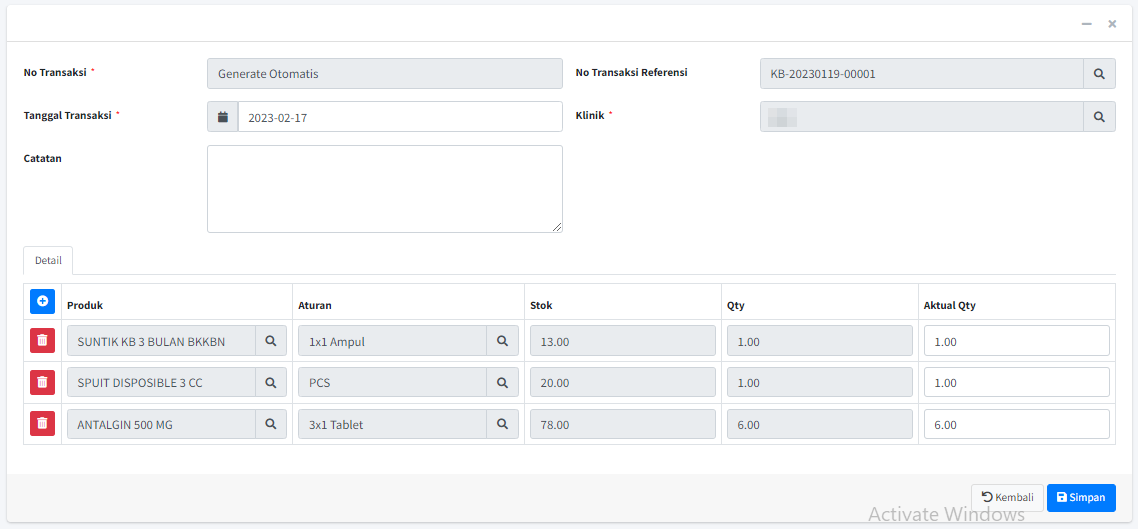 No Transaksi *
Generate Otomatis
No Transaksi Referensi
KB-20230119-00001
Tanggal Transaksi *
2023-02-17
Klinik *
Catatan
Detail
Produk Aturan Stok Qty Aktual Qty
SUNTIK KB 3 BULAN BKKBN 1x1 Ampul 13.00 1.00 1.00
SPUIT DISPOSIBLE 3 CC PCS 20.00 1.00 1.00
ANTALGIN 500 MG 3x1 Tablet 78.00 6.00 6.00
Kembali Simpan
Activate Windows